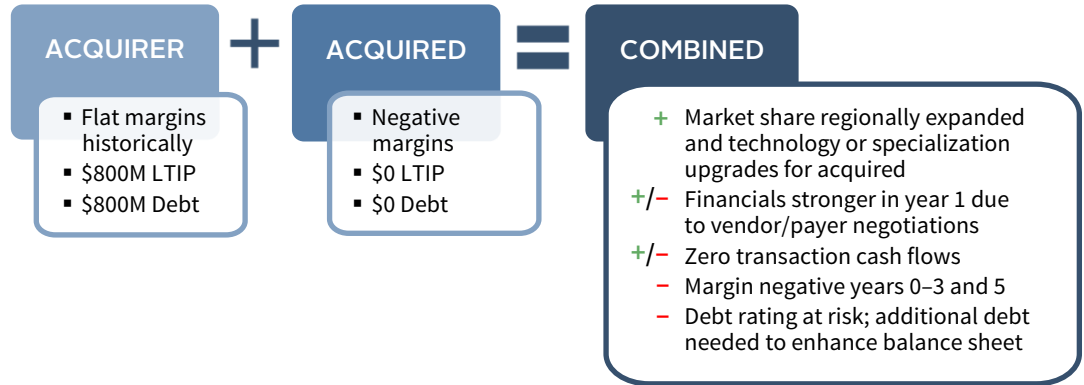 ACQUIRER
+
ACQUIRED
=
COMBINED
▪ Flat margins
historically
▪ $800M LTIP
▪ $800M Debt
▪ Negative
margins
▪ $0 LTIP
▪ $0 Debt
+ Market share regionally expanded
and technology or specialization
upgrades for acquired
+/− Financials stronger in year 1 due
to vendor/payer negotiations
+/− Zero transaction cash flows
− Margin negative years 0–3 and 5
− Debt rating at risk; additional debt
needed to enhance balance sheet